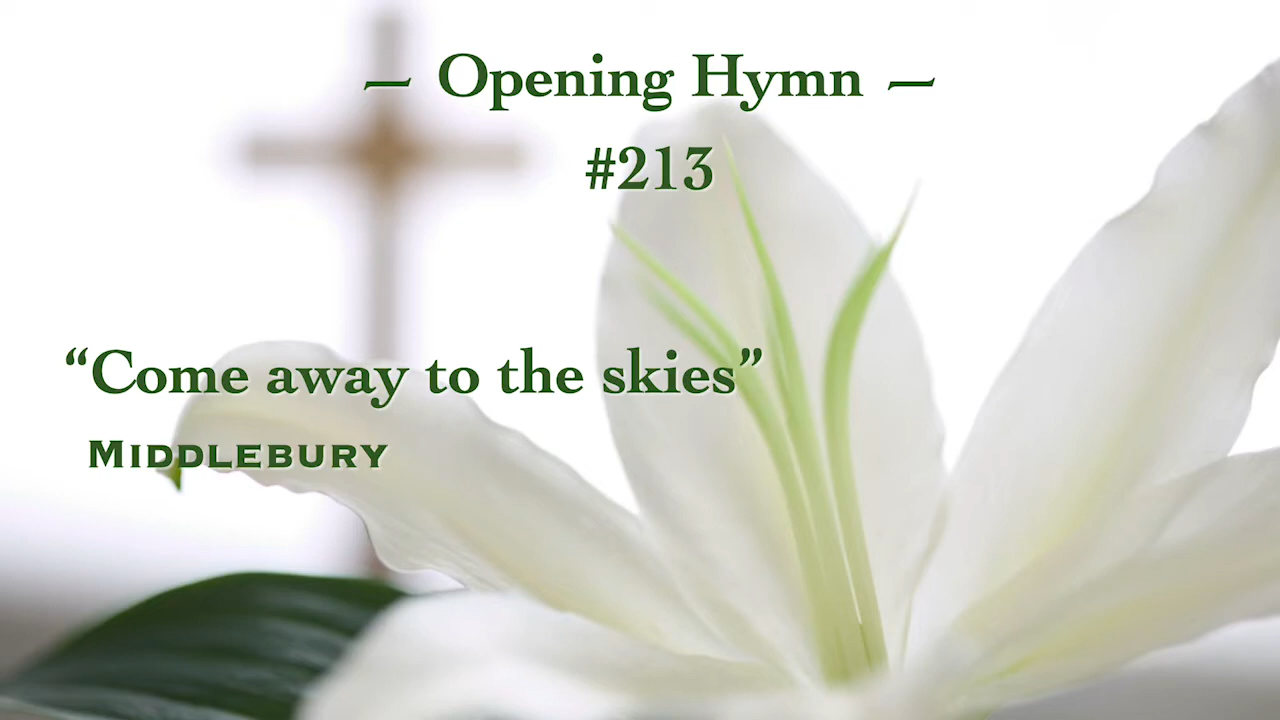 — Opening Hymn —
#213
“Come away to the skies”
Middlebury